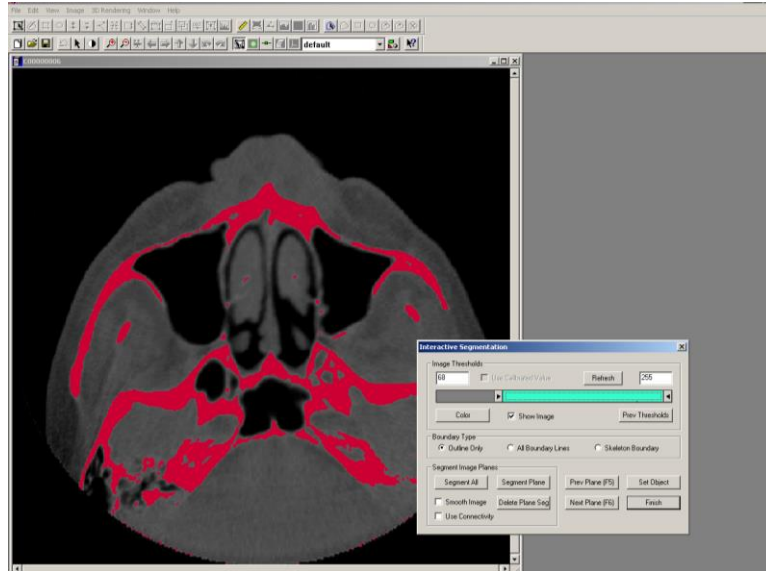 File Edit View Image 3D Rendering Window Help
default
Interactive Segmentation
Image Thresholds
60 Use Calibrated Value Refresh 255
Color Show Image Prev Thresholds
Boundary Type
Outline Only All Boundary Lines Skeleton Boundary
Segment Image Planes
Segment All Segment Plane Prev Plane (F5) Set Object
Smooth Image Delete Plane Seg Next Plane (F6) Finish
Use Connectivity